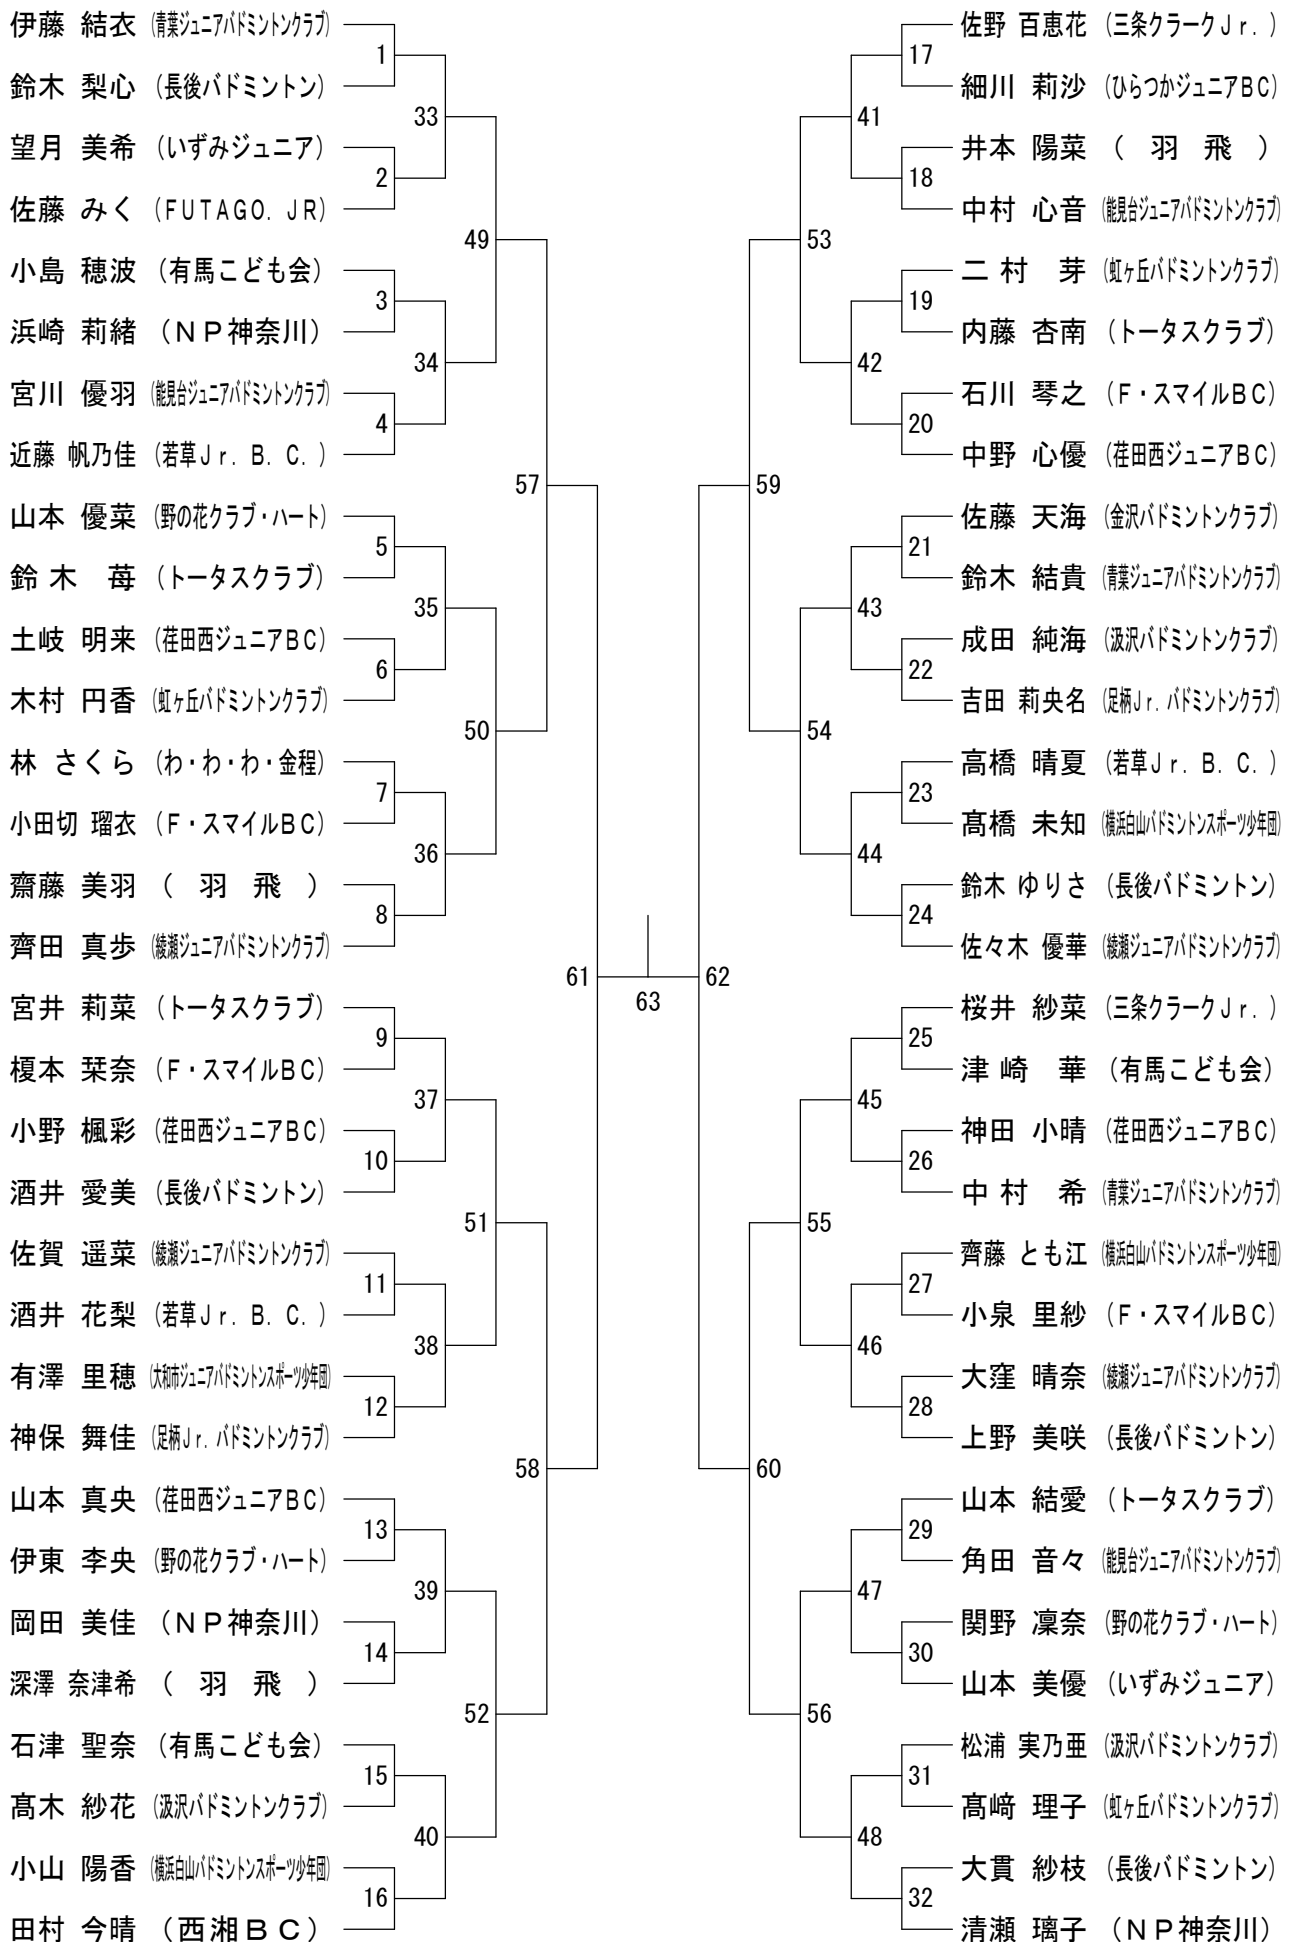 伊藤 結衣 (青葉ジュニアバドミントンクラブ)
1
鈴木 梨心 (長後バドミントン)
33
望月 美希 (いずみジュニア)
2
佐藤 みく (FUTAGO. JR)
49
小島 穂波 (有馬こども会)
3
浜崎 莉緒 (NP神奈川)
34
宮川 優羽 (能見台ジュニアバドミントンクラブ)
4
近藤 帆乃佳 (若草Jr. B. C. )
57
山本 優菜 (野の花クラブ・ハート)
5
鈴木 苺 (トータスクラブ)
35
土岐 明来 (荏田西ジュニアBC)
6
木村 円香 (虹ヶ丘バドミントンクラブ)
50
林 さくら (わ・わ・わ・金程)
7
小田切 瑠衣 (F・スマイルBC)
36
齋藤 美羽 ( 羽 飛 )
8
齊田 真歩 (綾瀬ジュニアバドミントンクラブ)
61
宮井 莉菜 (トータスクラブ)
9
榎本 栞奈 (F・スマイルBC)
37
小野 楓彩 (荏田西ジュニアBC)
10
酒井 愛美 (長後バドミントン)
51
佐賀 遥菜 (綾瀬ジュニアバドミントンクラブ)
11
酒井 花梨 (若草Jr. B. C. )
38
有澤 里穂 (大和市ジュニアバドミントンスポーツ少年団)
12
神保 舞佳 (足柄Jr. バドミントンクラブ)
58
山本 真央 (荏田西ジュニアBC)
13
伊東 李央 (野の花クラブ・ハート)
39
岡田 美佳 (NP神奈川)
14
深澤 奈津希 ( 羽 飛 )
52
石津 聖奈 (有馬こども会)
15
髙木 紗花 (汲沢バドミントンクラブ)
40
小山 陽香 (横浜白山バドミントンスポーツ少年団)
16
田村 今晴 (西湘BC)
63
佐野 百恵花 (三条クラークJr. )
17
細川 莉沙 (ひらつかジュニアBC)
41
井本 陽菜 ( 羽 飛 )
18
中村 心音 (能見台ジュニアバドミントンクラブ)
53
二村 芽 (虹ヶ丘バドミントンクラブ)
19
内藤 杏南 (トータスクラブ)
42
石川 琴之 (F・スマイルBC)
20
中野 心優 (荏田西ジュニアBC)
59
佐藤 天海 (金沢バドミントンクラブ)
21
鈴木 結貴 (青葉ジュニアバドミントンクラブ)
43
成田 純海 (汲沢バドミントンクラブ)
22
吉田 莉央名 (足柄Jr. バドミントンクラブ)
54
高橋 晴夏 (若草Jr. B. C. )
23
髙橋 未知 (横浜白山バドミントンスポーツ少年団)
44
鈴木 ゆりさ (長後バドミントン)
24
佐々木 優華 (綾瀬ジュニアバドミントンクラブ)
62
桜井 紗菜 (三条クラークJr. )
25
津崎 華 (有馬こども会)
45
神田 小晴 (荏田西ジュニアBC)
26
中村 希 (青葉ジュニアバドミントンクラブ)
55
齊藤 とも江 (横浜白山バドミントンスポーツ少年団)
27
小泉 里紗 (F・スマイルBC)
46
大窪 晴奈 (綾瀬ジュニアバドミントンクラブ)
28
上野 美咲 (長後バドミントン)
60
山本 結愛 (トータスクラブ)
29
角田 音々 (能見台ジュニアバドミントンクラブ)
47
関野 凜奈 (野の花クラブ・ハート)
30
山本 美優 (いずみジュニア)
56
松浦 実乃亜 (汲沢バドミントンクラブ)
31
髙﨑 理子 (虹ヶ丘バドミントンクラブ)
48
大貫 紗枝 (長後バドミントン)
32
清瀬 璃子 (NP神奈川)